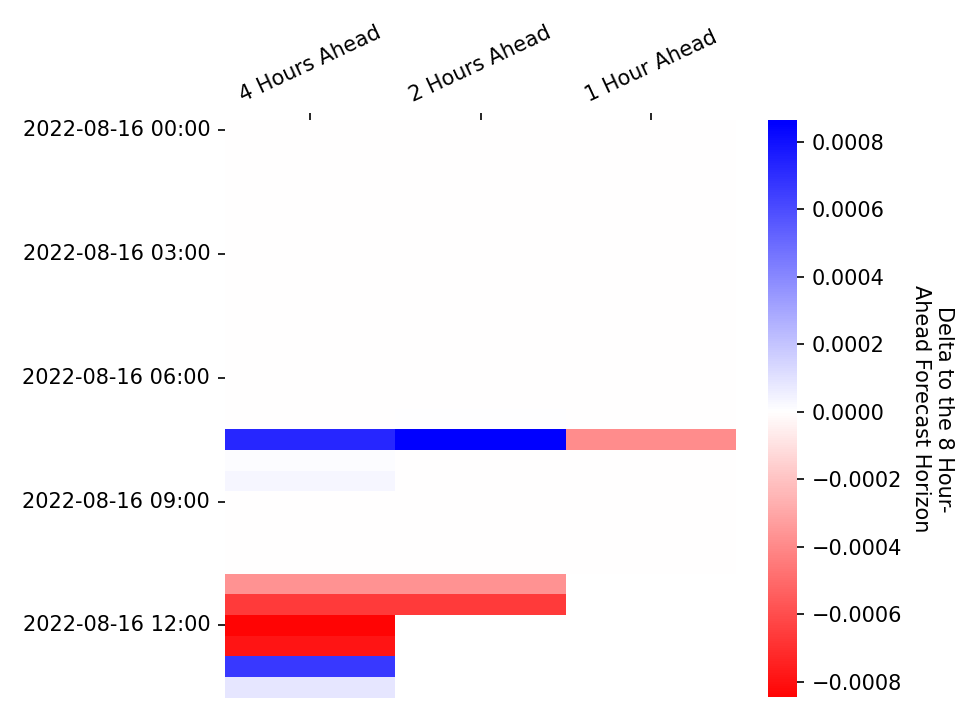 4 Hours Ahead
2 Hours Ahead
1 Hour Ahead
2022-08-16 00:00
2022-08-16 03:00
2022-08-16 06:00
2022-08-16 09:00
2022-08-16 12:00
0.0008
0.0006
0.0004
0.0002
0.0000
−0.0002
−0.0004
−0.0006
−0.0008
Delta to the 8 Hour-
Ahead Forecast Horizon